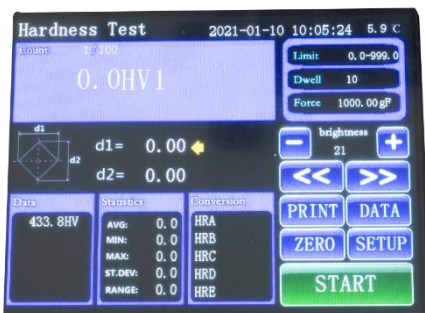 Hardness Test 2021-01-10 10:05:24 5.9 C
Count 1/100
0.0HV1
Limit 0.0-999.0
Dwell 10
Force 1000.00gF
d1
d2
d1= 0.00
d2= 0.00
brightness
- 21 +
<< >>
Data
433.8HV
Statistics
AVG: 0.0
MIN: 0.0
MAX: 0.0
ST.DEV: 0.0
RANGE: 0.0
Conversion
HRA
HRB
HRC
HRD
HRE
PRINT DATA
ZERO SETUP
START